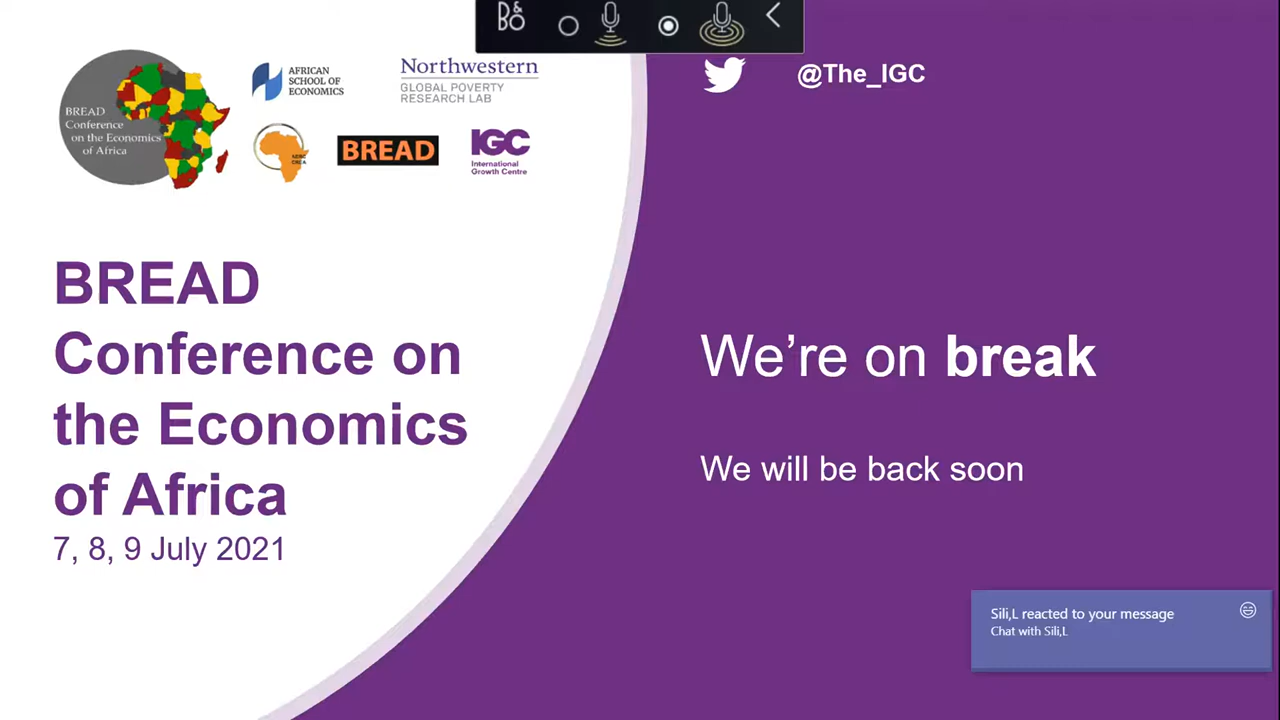 B&O
BREAD
Conference
on the Economics
of Africa
AFRICAN
SCHOOL OF
ECONOMICS
Northwestern
GLOBAL POVERTY
RESEARCH LAB
BREAD
IGC
International
Growth Centre
@The_IGC
BREAD
Conference on
the Economics
of Africa
7, 8, 9 July 2021
We're on break
We will be back soon
Sili,L reacted to your message
Chat with Sili,L